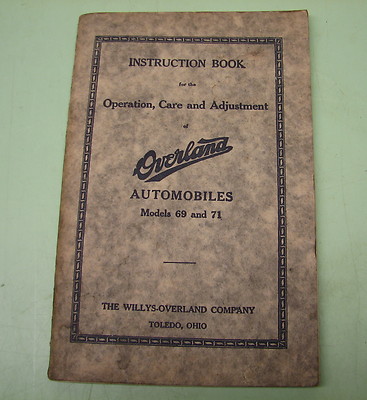 INSTRUCTION BOOK
for the
Operation, Care and Adjustment
of
Overland
AUTOMOBILES
Models 69 and 71
THE WILLYS-OVERLAND COMPANY
TOLEDO, OHIO